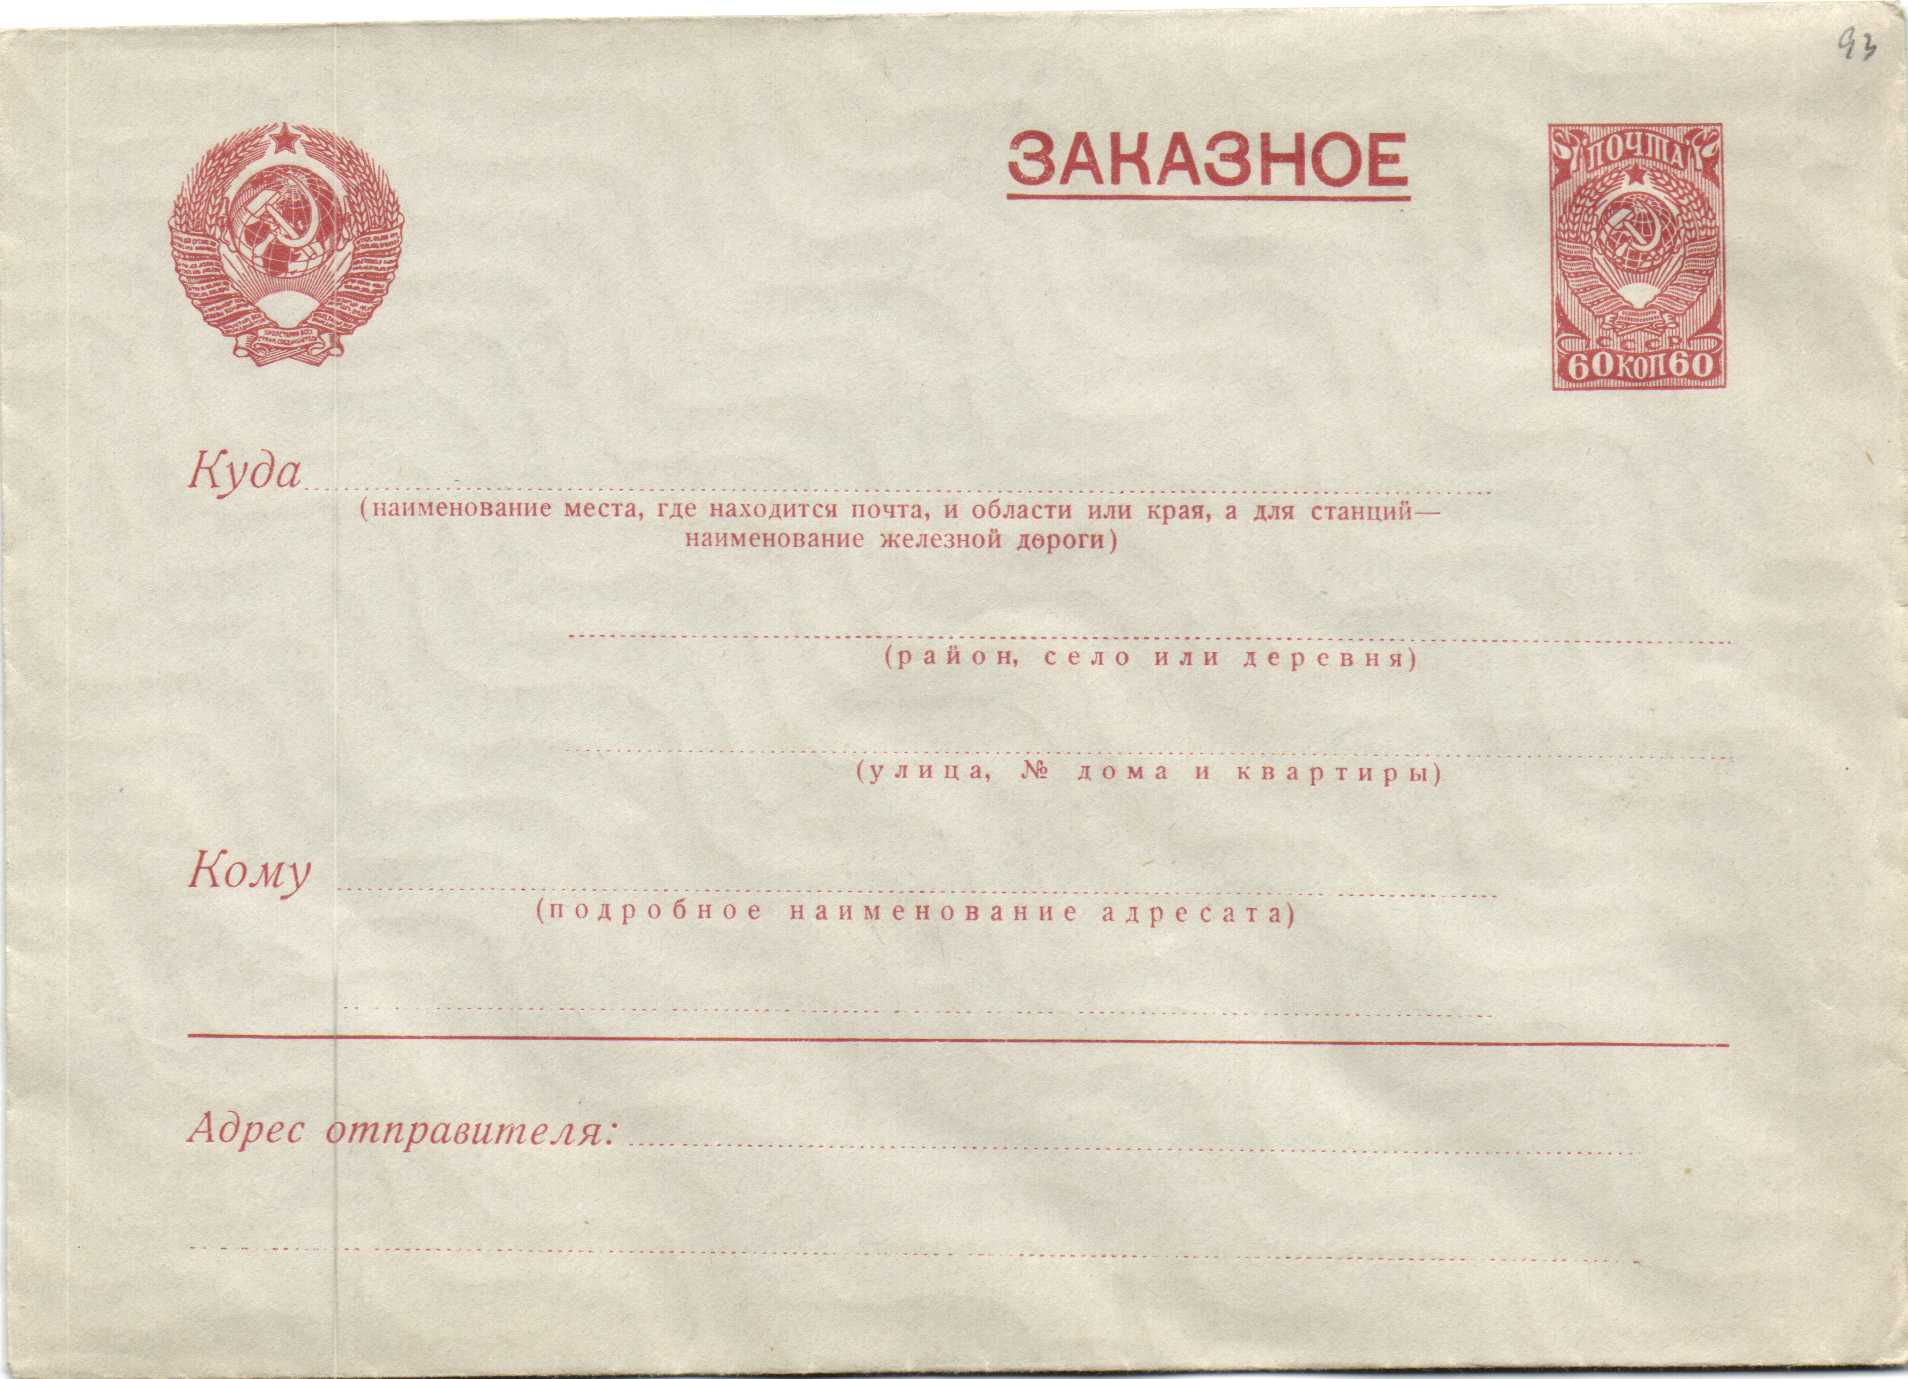 93
ЗАКАЗНОЕ
ПОЧТА
СССР
60 КОП 60
Куда
(наименование места, где находится почта, и области или края, а для станций—
наименование железной дороги)
(район, село или деревня)
(улица, № дома и квартиры)
Кому
(подробное наименование адресата)
Адрес отправителя: